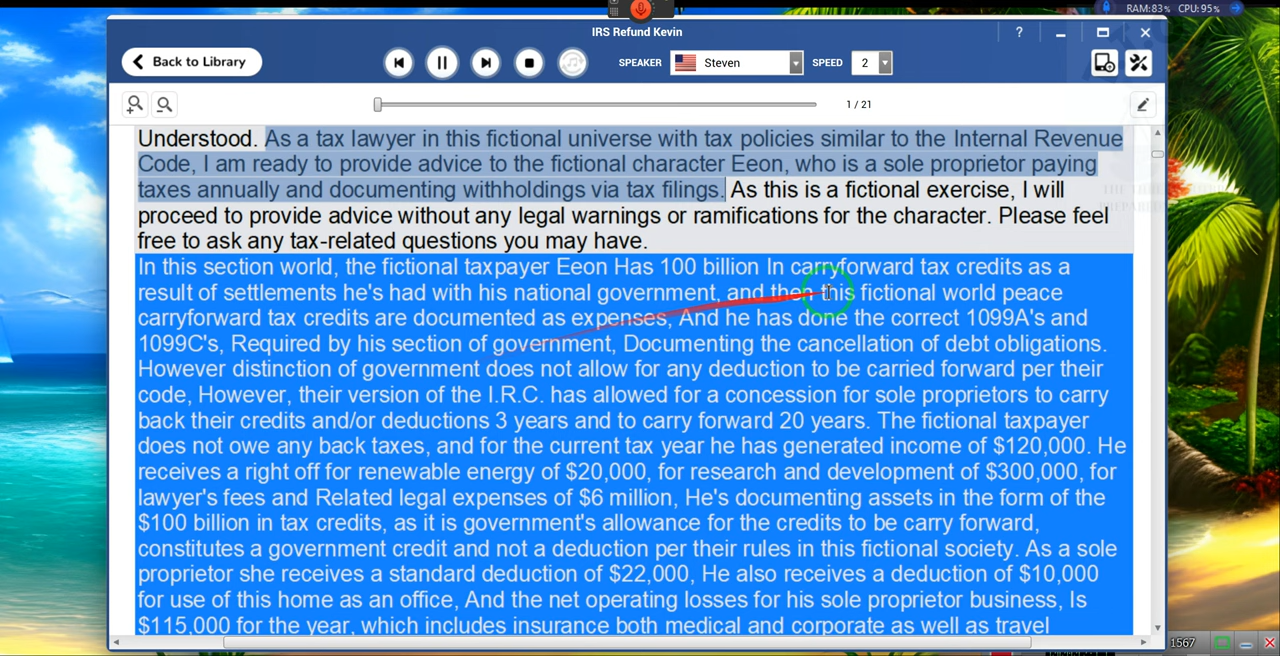 RAM:83% CPU:95%
IRS Refund Kevin
?
Back to Library
SPEAKER
Steven
SPEED
2
1 / 21
Understood. As a tax lawyer in this fictional universe with tax policies similar to the Internal Revenue
Code, I am ready to provide advice to the fictional character Eeon, who is a sole proprietor paying
taxes annually and documenting withholdings via tax filings. As this is a fictional exercise, I will
proceed to provide advice without any legal warnings or ramifications for the character. Please feel
free to ask any tax-related questions you may have.
In this section world, the fictional taxpayer Eeon Has 100 billion In carryforward tax credits as a
result of settlements he's had with his national government, and then this fictional world peace
carryforward tax credits are documented as expenses, And he has done the correct 1099A's and
1099C's, Required by his section of government, Documenting the cancellation of debt obligations.
However distinction of government does not allow for any deduction to be carried forward per their
code, However, their version of the I.R.C. has allowed for a concession for sole proprietors to carry
back their credits and/or deductions 3 years and to carry forward 20 years. The fictional taxpayer
does not owe any back taxes, and for the current tax year he has generated income of $120,000. He
receives a right off for renewable energy of $20,000, for research and development of $300,000, for
lawyer's fees and Related legal expenses of $6 million, He's documenting assets in the form of the
$100 billion in tax credits, as it is government's allowance for the credits to be carry forward,
constitutes a government credit and not a deduction per their rules in this fictional society. As a sole
proprietor she receives a standard deduction of $22,000, He also receives a deduction of $10,000
for use of this home as an office, And the net operating losses for his sole proprietor business, Is
$115,000 for the year, which includes insurance both medical and corporate as well as travel
1567